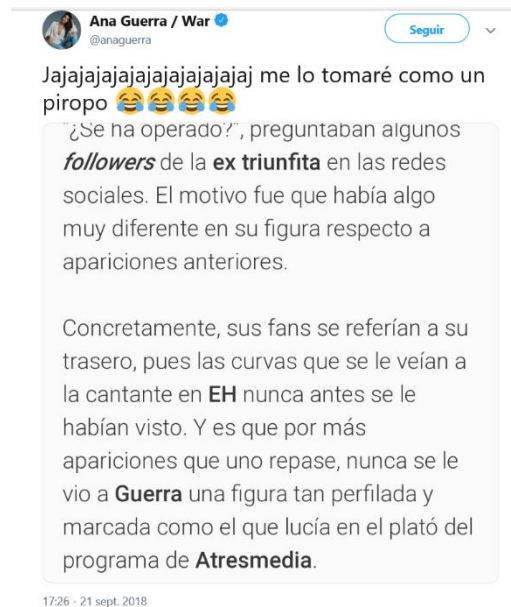 Ana Guerra / War
@anaguerra
Seguir
Jajajajajajajajajajajajaj me lo tomaré como un
piropo 😂😂😂😂
"¿Se ha operado?", preguntaban algunos
followers de la ex triunfita en las redes
sociales. El motivo fue que había algo
muy diferente en su figura respecto a
apariciones anteriores.
Concretamente, sus fans se referían a su
trasero, pues las curvas que se le veían a
la cantante en EH nunca antes se le
habían visto. Y es que por más
apariciones que uno repase, nunca se le
vio a Guerra una figura tan perfilada y
marcada como el que lucía en el plató del
programa de Atresmedia.
17:26 - 21 sept. 2018